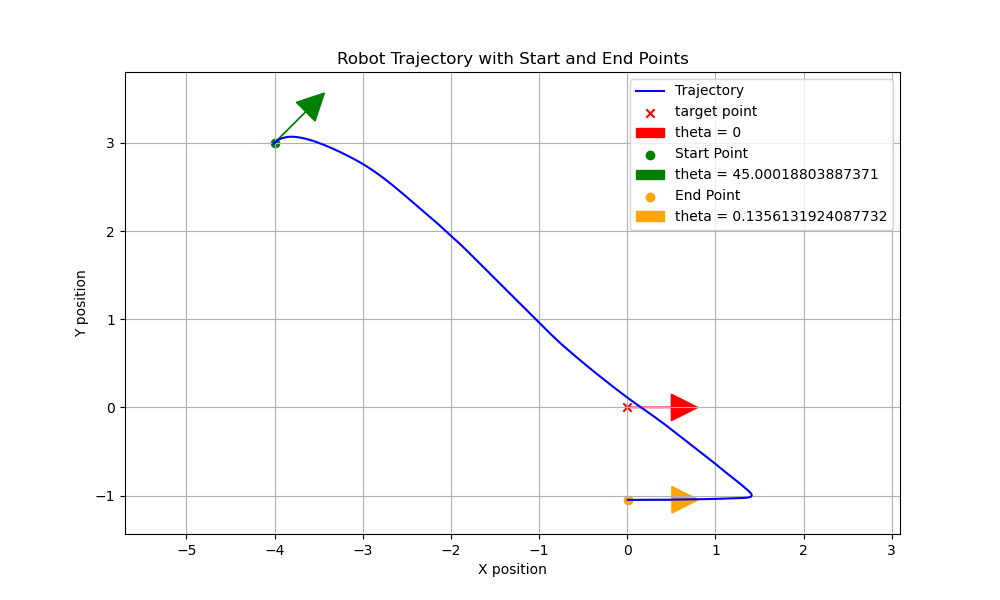 Robot Trajectory with Start and End Points
Trajectory
target point
theta = 0
Start Point
theta = 45.00018803887371
End Point
theta = 0.1356131924087732
Y position
3
2
1
0
−1
−5 −4 −3 −2 −1 0 1 2 3
X position